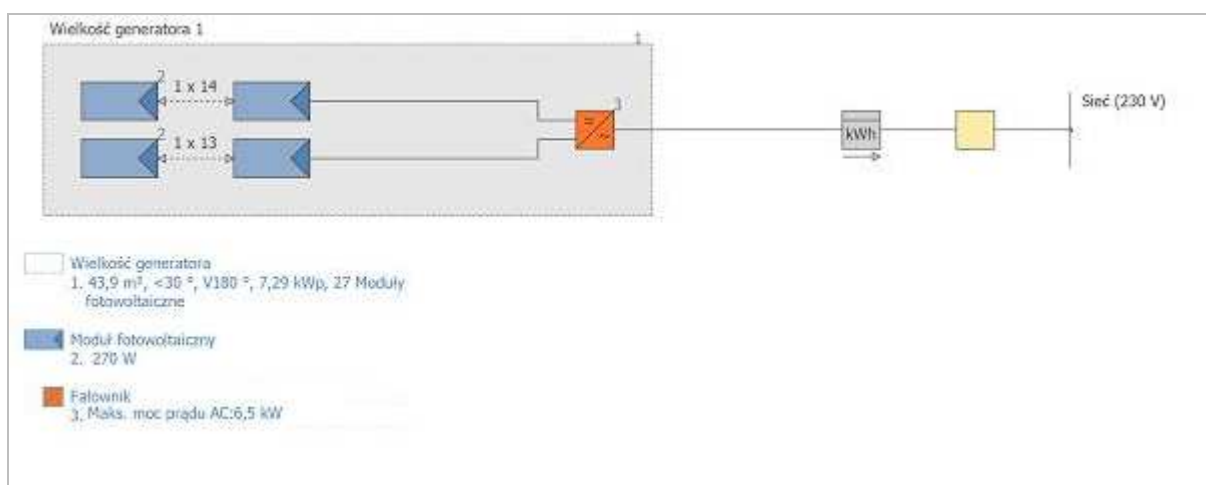 Wielkość generatora 1
1
2
1 x 14
3
Sieć (230 V)
2
1 x 13
=
~
kWh
Wielkość generatora
1. 43,9 m², <30 °, V180 °, 7,29 kWp, 27 Moduły
fotowoltaiczne
Moduł fotowoltaiczny
2. 270 W
Falownik
3. Maks. moc prądu AC:6,5 kW